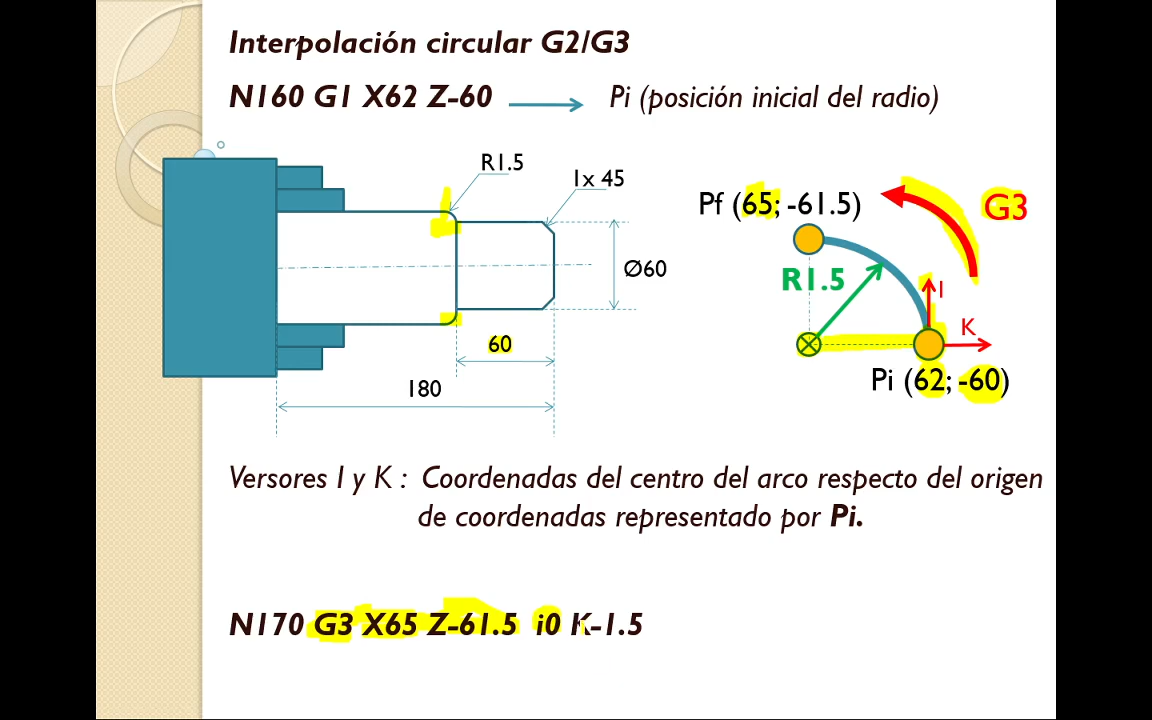 Interpolación circular G2/G3
N160 G1 X62 Z-60 Pi (posición inicial del radio)
R1.5
1x 45
Ø60
60
180
Pf (65; -61.5)
G3
R1.5
I
K
Pi (62; -60)
Versores I y K : Coordenadas del centro del arco respecto del origen
de coordenadas representado por Pi.
N170 G3 X65 Z-61.5 i0 K-1.5